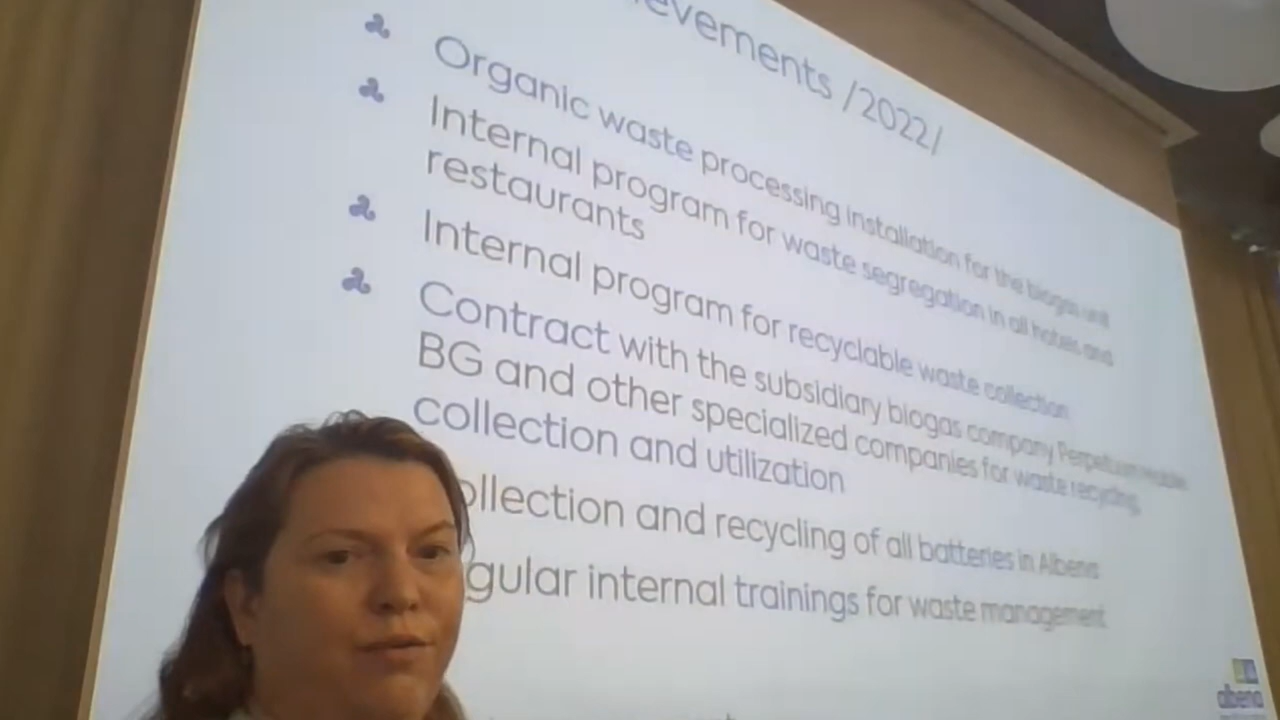 evements /2022/
Organic waste processing installation for the biogas unit
Internal program for waste segregation in all hotels and
restaurants
Internal program for recyclable waste collection
Contract with the subsidiary biogas company Perpetuum Mobile
BG and other specialized companies for waste recycling,
collection and utilization
ollection and recycling of all batteries in Albena
gular internal trainings for waste management
albena